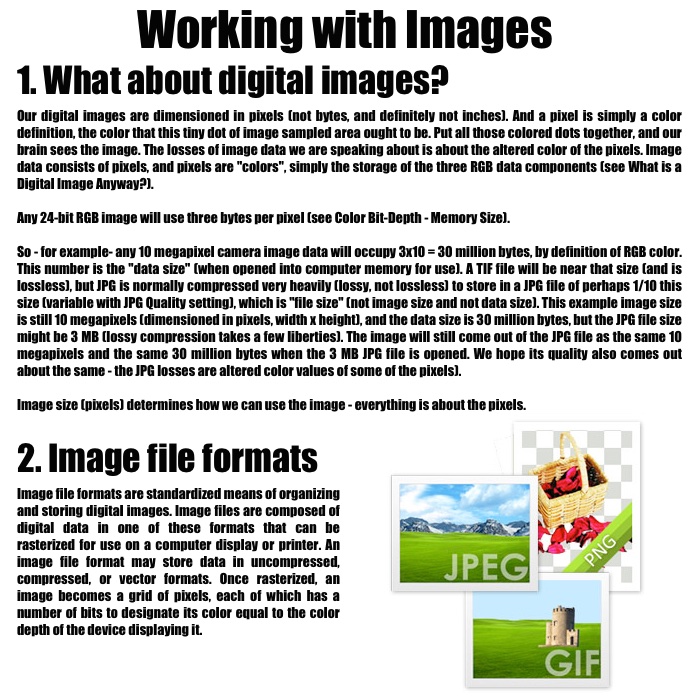 Working with Images
1. What about digital images?
Our digital images are dimensioned in pixels (not bytes, and definitely not inches). And a pixel is simply a color
definition, the color that this tiny dot of image sampled area ought to be. Put all those colored dots together, and our
brain sees the image. The losses of image data we are speaking about is about the altered color of the pixels. Image
data consists of pixels, and pixels are "colors", simply the storage of the three RGB data components (see What is a
Digital Image Anyway?).
Any 24-bit RGB image will use three bytes per pixel (see Color Bit-Depth - Memory Size).
So - for example- any 10 megapixel camera image data will occupy 3x10 = 30 million bytes, by definition of RGB color.
This number is the "data size" (when opened into computer memory for use). A TIF file will be near that size (and is
lossless), but JPG is normally compressed very heavily (lossy, not lossless) to store in a JPG file of perhaps 1/10 this
size (variable with JPG Quality setting), which is "file size" (not image size and not data size). This example image size
is still 10 megapixels (dimensioned in pixels, width x height), and the data size is 30 million bytes, but the JPG file size
might be 3 MB (lossy compression takes a few liberties). The image will still come out of the JPG file as the same 10
megapixels and the same 30 million bytes when the 3 MB JPG file is opened. We hope its quality also comes out
about the same - the JPG losses are altered color values of some of the pixels).
Image size (pixels) determines how we can use the image - everything is about the pixels.
2. Image file formats
Image file formats are standardized means of organizing
and storing digital images. Image files are composed of
digital data in one of these formats that can be
rasterized for use on a computer display or printer. An
image file format may store data in uncompressed,
compressed, or vector formats. Once rasterized, an
image becomes a grid of pixels, each of which has a
number of bits to designate its color equal to the color
depth of the device displaying it.
PNG
JPEG
GIF